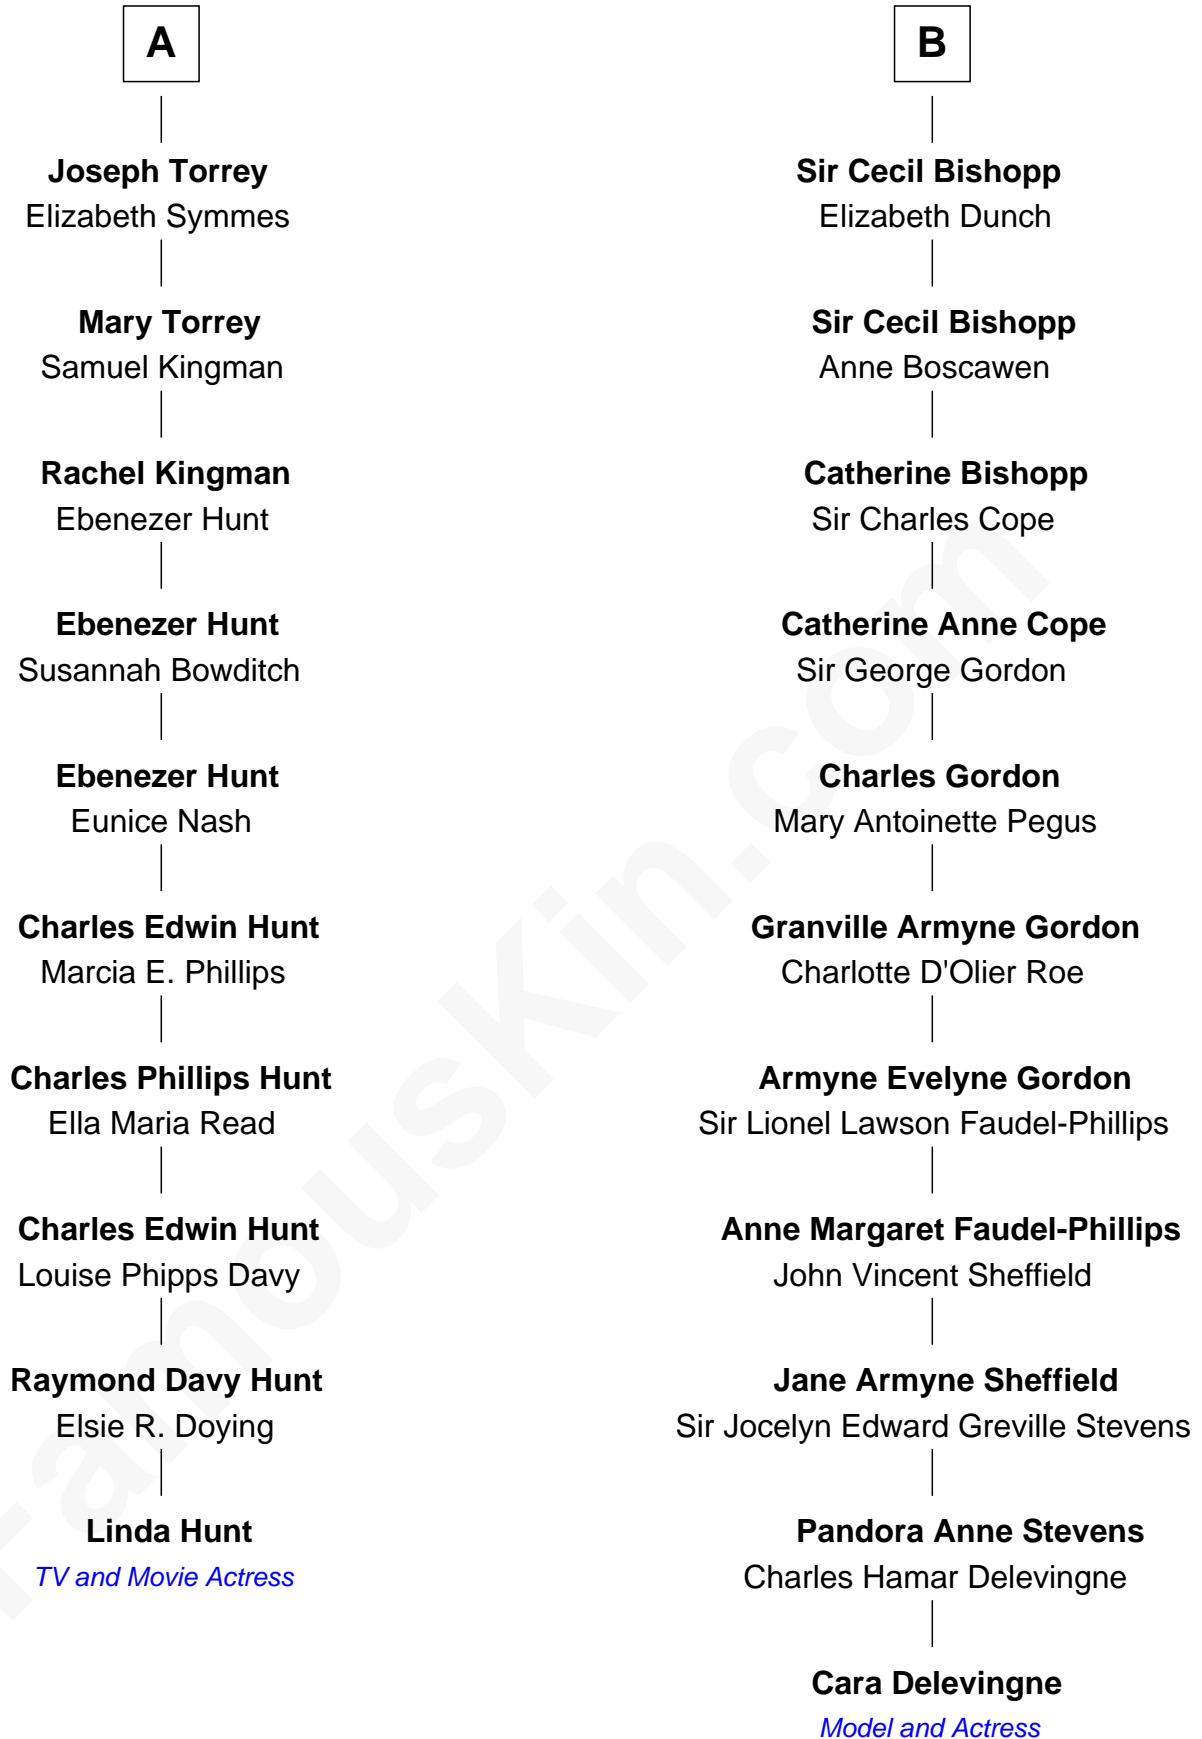 A
Joseph Torrey
Elizabeth Symmes
Mary Torrey
Samuel Kingman
Rachel Kingman
Ebenezer Hunt
Ebenezer Hunt
Susannah Bowditch
Ebenezer Hunt
Eunice Nash
Charles Edwin Hunt
Marcia E. Phillips
Charles Phillips Hunt
Ella Maria Read
Charles Edwin Hunt
Louise Phipps Davy
Raymond Davy Hunt
Elsie R. Doying
Linda Hunt
TV and Movie Actress
B
Sir Cecil Bishopp
Elizabeth Dunch
Sir Cecil Bishopp
Anne Boscawen
Catherine Bishopp
Sir Charles Cope
Catherine Anne Cope
Sir George Gordon
Charles Gordon
Mary Antoinette Pegus
Granville Armyne Gordon
Charlotte D'Olier Roe
Armyne Evelyne Gordon
Sir Lionel Lawson Faudel-Phillips
Anne Margaret Faudel-Phillips
John Vincent Sheffield
Jane Armyne Sheffield
Sir Jocelyn Edward Greville Stevens
Pandora Anne Stevens
Charles Hamar Delevingne
Cara Delevingne
Model and Actress
FamousKin.com